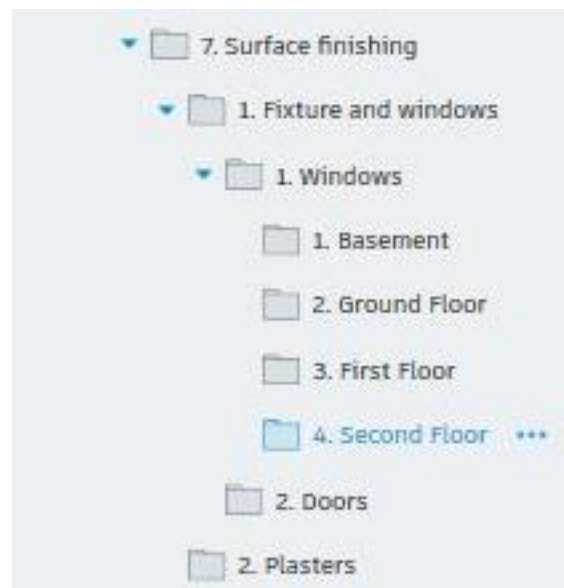 7. Surface finishing
1. Fixture and windows
1. Windows
1. Basement
2. Ground Floor
3. First Floor
4. Second Floor
2. Doors
2. Plasters